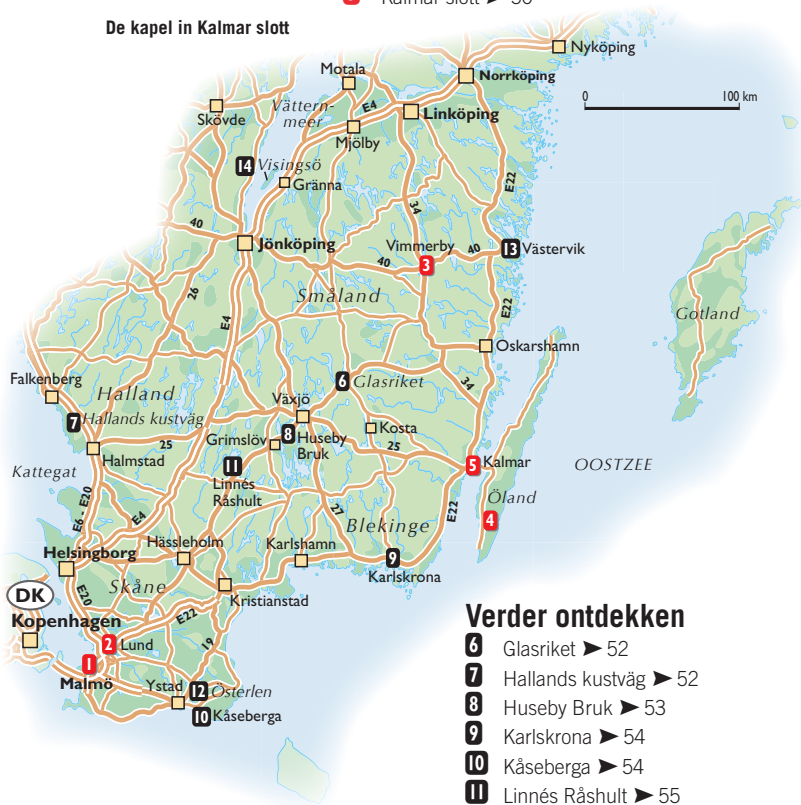 5 Kalmar slott ➤ 50
De kapel in Kalmar slott
Nyköping
Motala
Norrköping
0 100 km
Vättern-
meer
E4
Skövde
Linköping
Mjölby
14 Visingsö
Gränna
E22
34
40
Jönköping
Vimmerby
40
13 Västervik
40
3
26
Småland
E22
Gotland
E4
Oskarshamn
Falkenberg
6 Glasriket
34
Halland
Växjö
7 Hallands kustväg
Kosta
Grimslöv
8 Huseby
Bruk
25
25
Halmstad
5 Kalmar
OOSTZEE
Kattegat
11
Linnés
Råshult
Öland
E6 - E20
E4
27
E22
4
Blekinge
Helsingborg
Hässleholm
Karlshamn
9
Karlskrona
DK
Skåne
E20
Kristianstad
Kopenhagen
E22
2 Lund
19
1
Malmö
Ystad
12 Österlen
10 Kåseberga
Verder ontdekken
6 Glasriket ➤ 52
7 Hallands kustväg ➤ 52
8 Huseby Bruk ➤ 53
9 Karlskrona ➤ 54
10 Kåseberga ➤ 54
11 Linnés Råshult ➤ 55